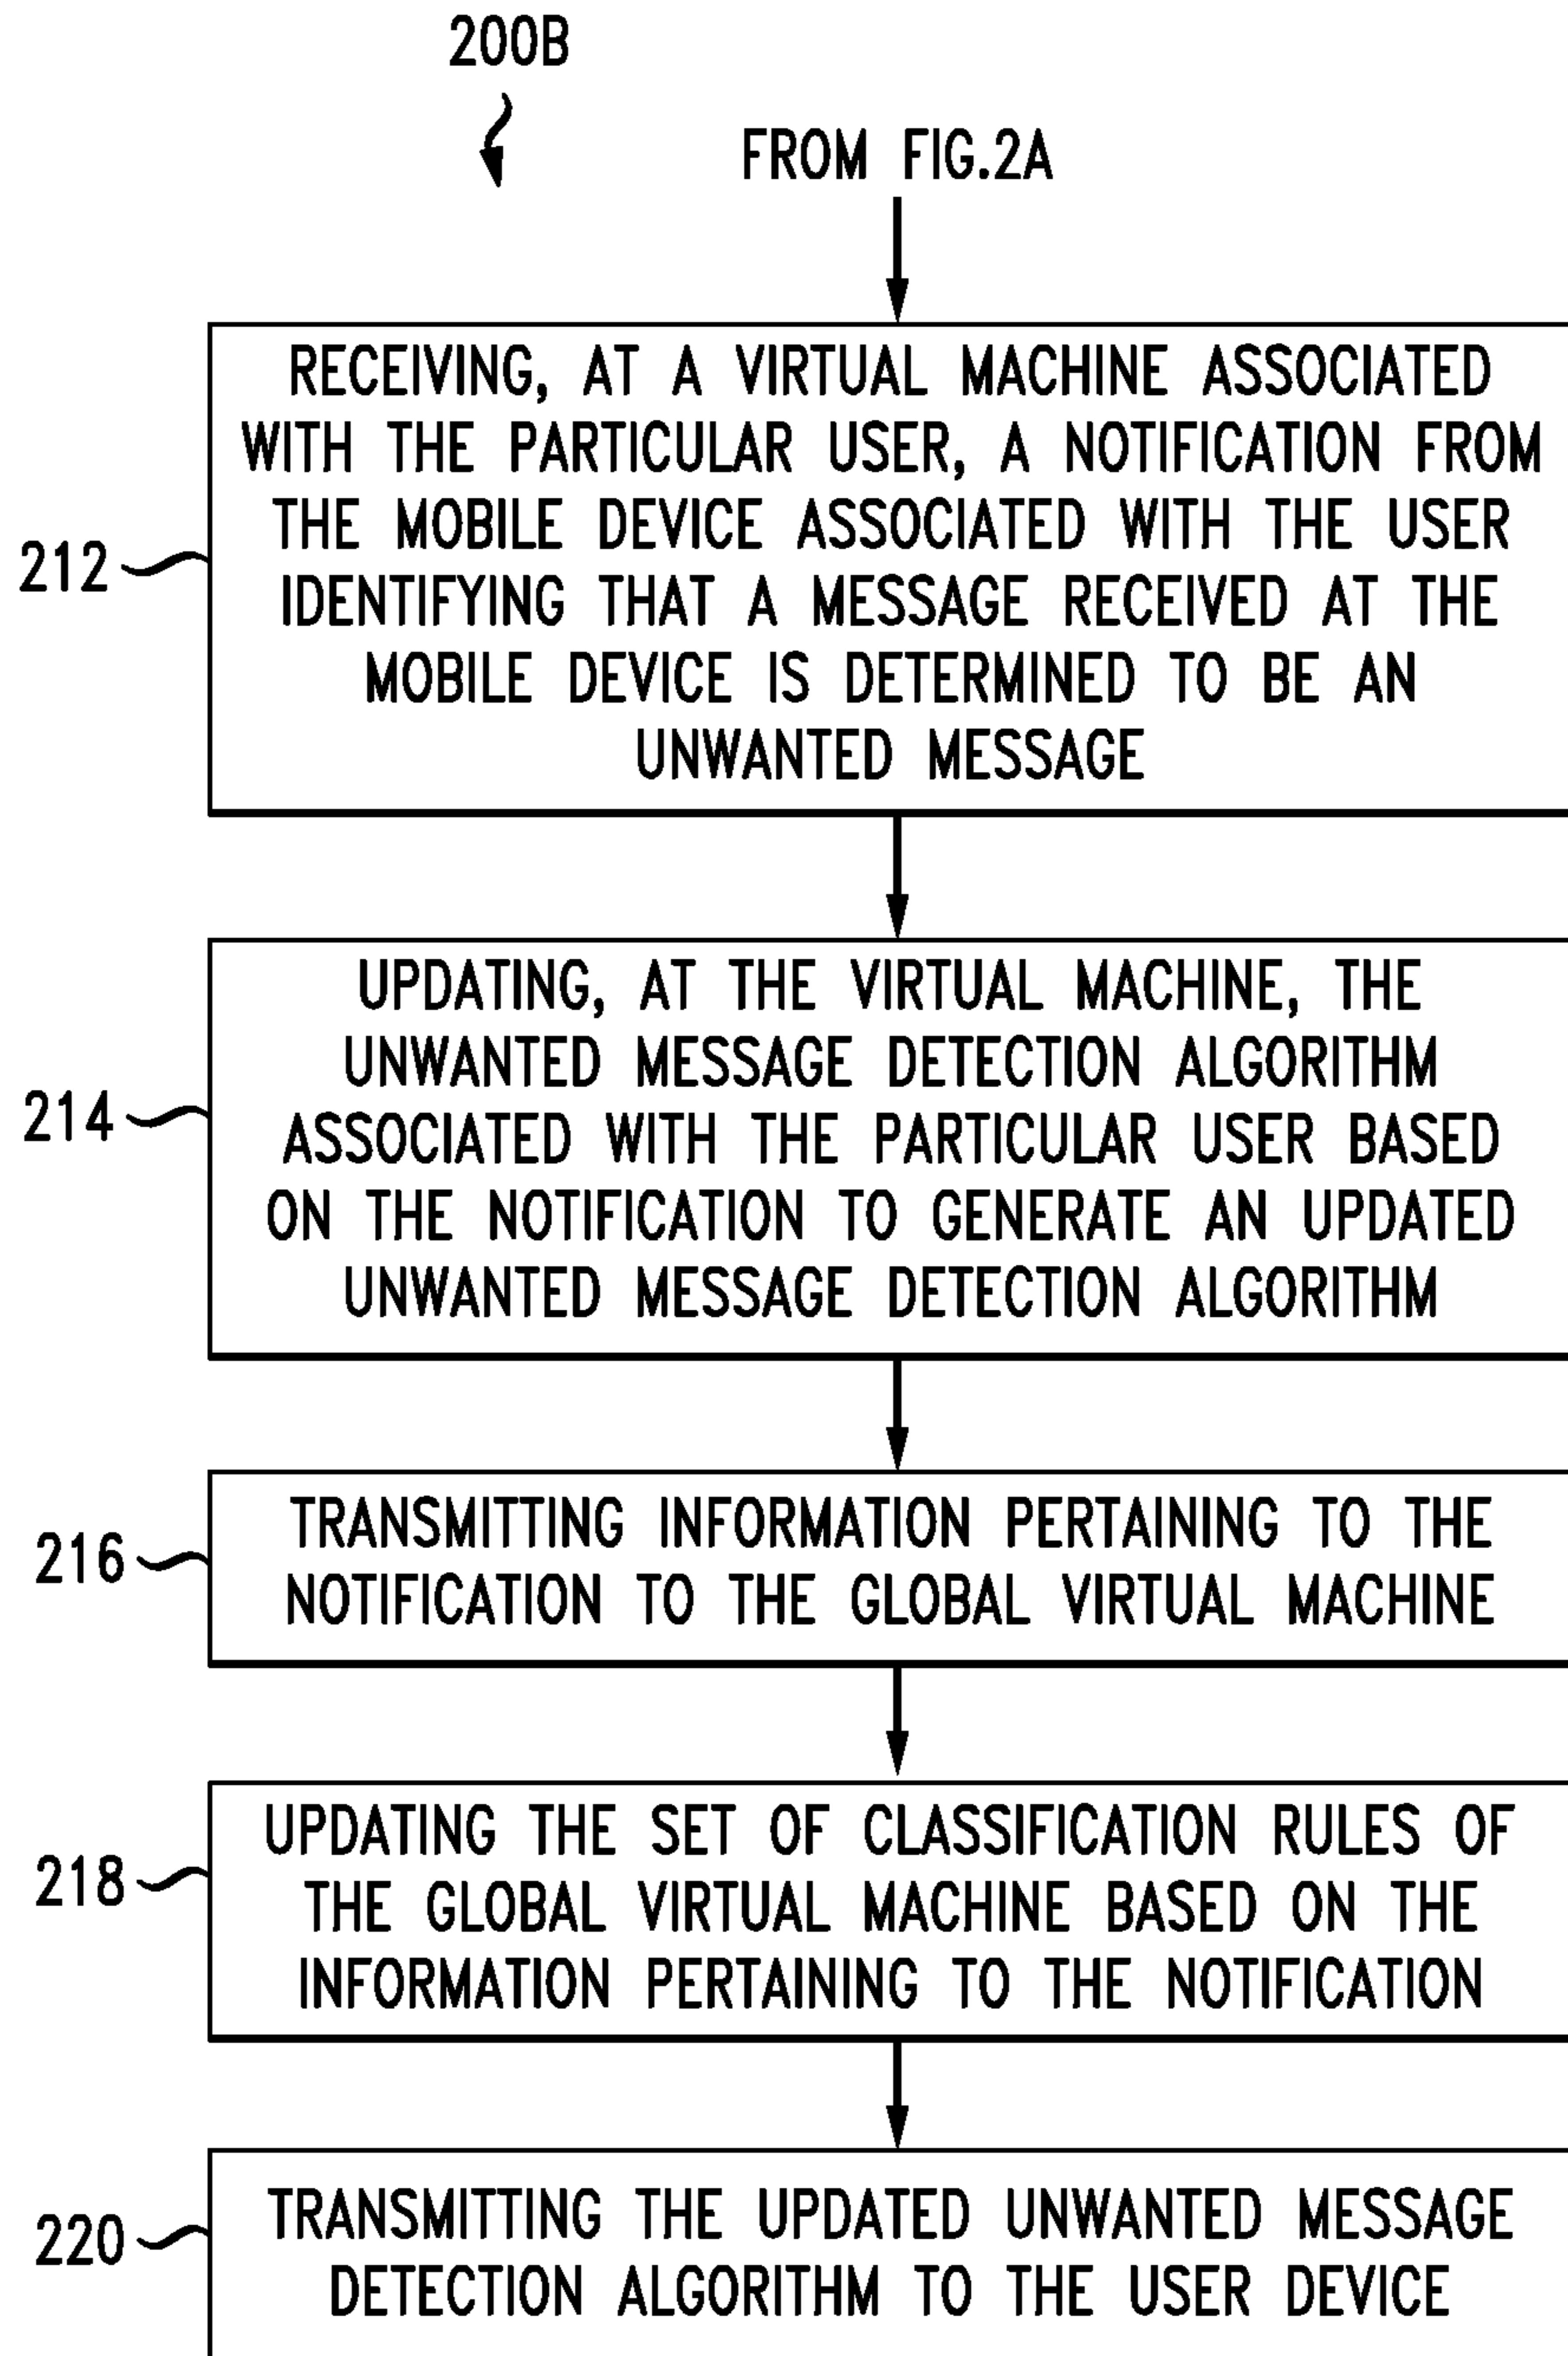 200B
FROM FIG.2A
RECEIVING, AT A VIRTUAL MACHINE ASSOCIATED
WITH THE PARTICULAR USER, A NOTIFICATION FROM
THE MOBILE DEVICE ASSOCIATED WITH THE USER
IDENTIFYING THAT A MESSAGE RECEIVED AT THE
MOBILE DEVICE IS DETERMINED TO BE AN
UNWANTED MESSAGE
212
UPDATING, AT THE VIRTUAL MACHINE, THE
UNWANTED MESSAGE DETECTION ALGORITHM
ASSOCIATED WITH THE PARTICULAR USER BASED
ON THE NOTIFICATION TO GENERATE AN UPDATED
UNWANTED MESSAGE DETECTION ALGORITHM
214
TRANSMITTING INFORMATION PERTAINING TO THE
NOTIFICATION TO THE GLOBAL VIRTUAL MACHINE
216
UPDATING THE SET OF CLASSIFICATION RULES OF
THE GLOBAL VIRTUAL MACHINE BASED ON THE
INFORMATION PERTAINING TO THE NOTIFICATION
218
TRANSMITTING THE UPDATED UNWANTED MESSAGE
DETECTION ALGORITHM TO THE USER DEVICE
220